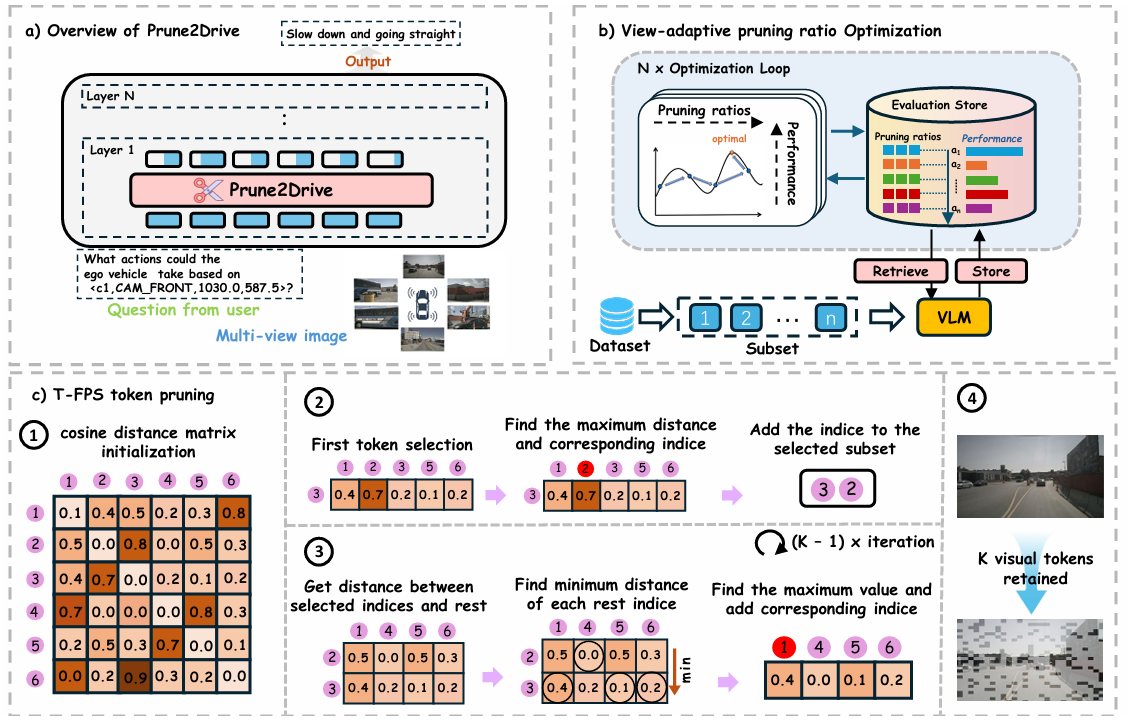 a) Overview of Prune2Drive
Slow down and going straight
Output
Layer N
:
Layer 1
Prune2Drive
What actions could the
ego vehicle take based on
<c1,CAM_FRONT,1030.0,587.5>?
Question from user
Multi-view image
b) View-adaptive pruning ratio Optimization
N x Optimization Loop
Pruning ratios
optimal
Performance
Evaluation Store
Pruning ratios Performance
a1
a2
an
Retrieve
Store
Dataset
1 2 ... n
Subset
VLM
c) T-FPS token pruning
1
cosine distance matrix
initialization
1 2 3 4 5 6
1 0.1 0.4 0.5 0.2 0.3 0.8
2 0.5 0.0 0.8 0.0 0.5 0.3
3 0.4 0.7 0.0 0.2 0.1 0.2
4 0.7 0.0 0.0 0.0 0.8 0.3
5 0.2 0.5 0.3 0.7 0.0 0.1
6 0.0 0.2 0.9 0.3 0.2 0.0
2
First token selection
1 2 3 5 6
3 0.4 0.7 0.2 0.1 0.2
Find the maximum distance
and corresponding indice
1 2 3 5 6
3 0.4 0.7 0.2 0.1 0.2
Add the indice to the
selected subset
3 2
3
(K - 1) x iteration
Get distance between
selected indices and rest
1 4 5 6
2 0.5 0.0 0.5 0.3
3 0.4 0.2 0.1 0.2
Find minimum distance
of each rest indice
1 4 5 6
2 0.5 0.0 0.5 0.3
3 0.4 0.2 0.1 0.2
min
Find the maximum value and
add corresponding indice
1 4 5 6
0.4 0.0 0.1 0.2
4
K visual tokens
retained